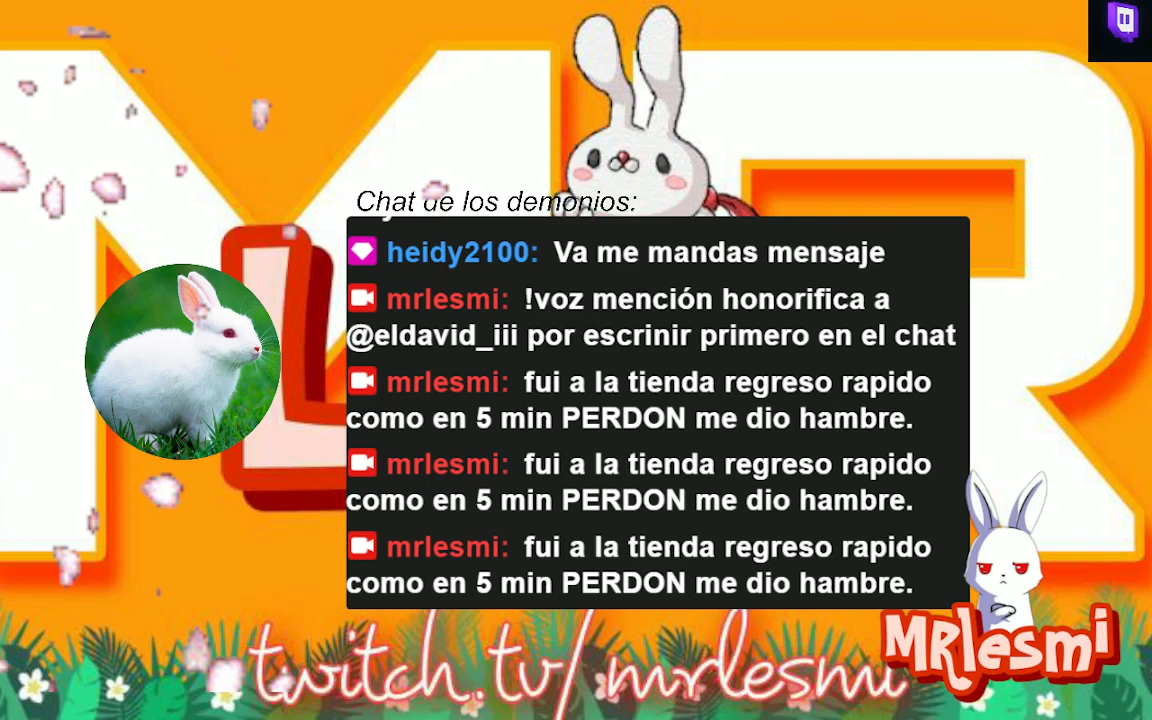 MR
L
Chat de los demonios:
heidy2100: Va me mandas mensaje
mrlesmi: !voz mención honorifica a
@eldavid_iii por escrinir primero en el chat
mrlesmi: fui a la tienda regreso rapido
como en 5 min PERDON me dio hambre.
mrlesmi: fui a la tienda regreso rapido
como en 5 min PERDON me dio hambre.
mrlesmi: fui a la tienda regreso rapido
como en 5 min PERDON me dio hambre.
MRlesmi
twitch.tv/mrlesmi